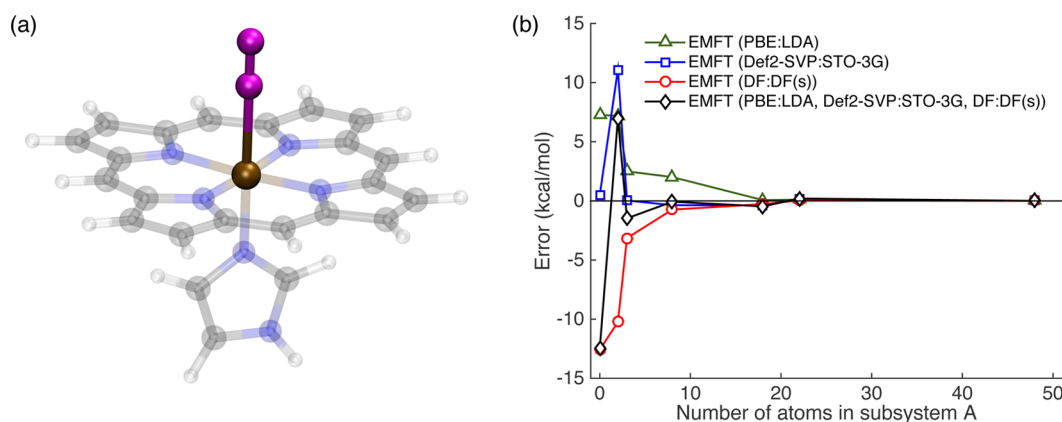 (a)
(b)
EMFT (PBE:LDA)
EMFT (Def2-SVP:STO-3G)
EMFT (DF:DF(s))
EMFT (PBE:LDA, Def2-SVP:STO-3G, DF:DF(s))
Error (kcal/mol)
15
10
5
0
-5
-10
-15
0 10 20 30 40 50
Number of atoms in subsystem A